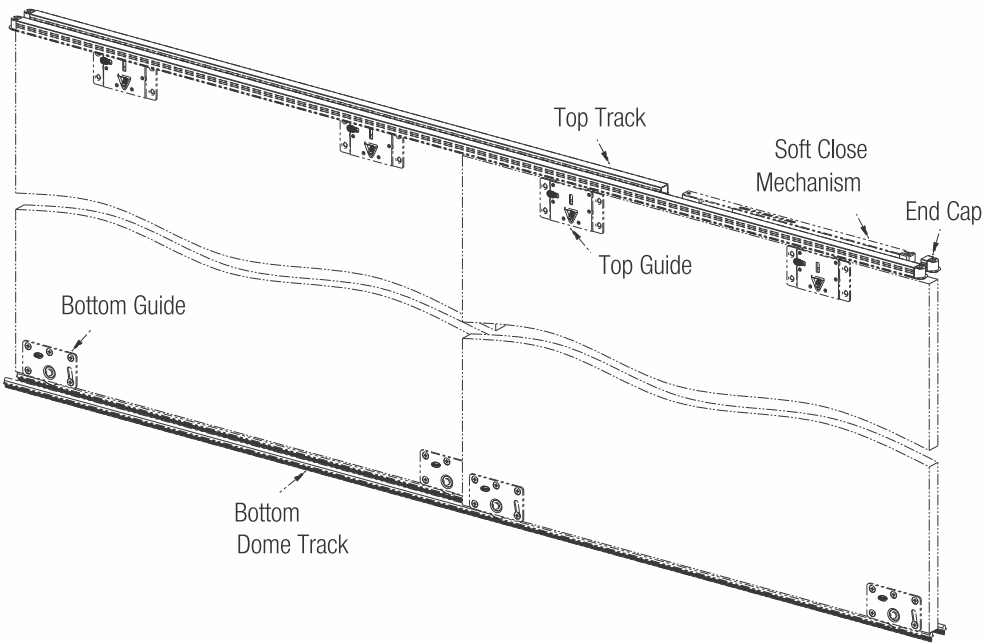 Top Track
Soft Close
Mechanism
End Cap
Top Guide
Bottom Guide
Bottom
Dome Track